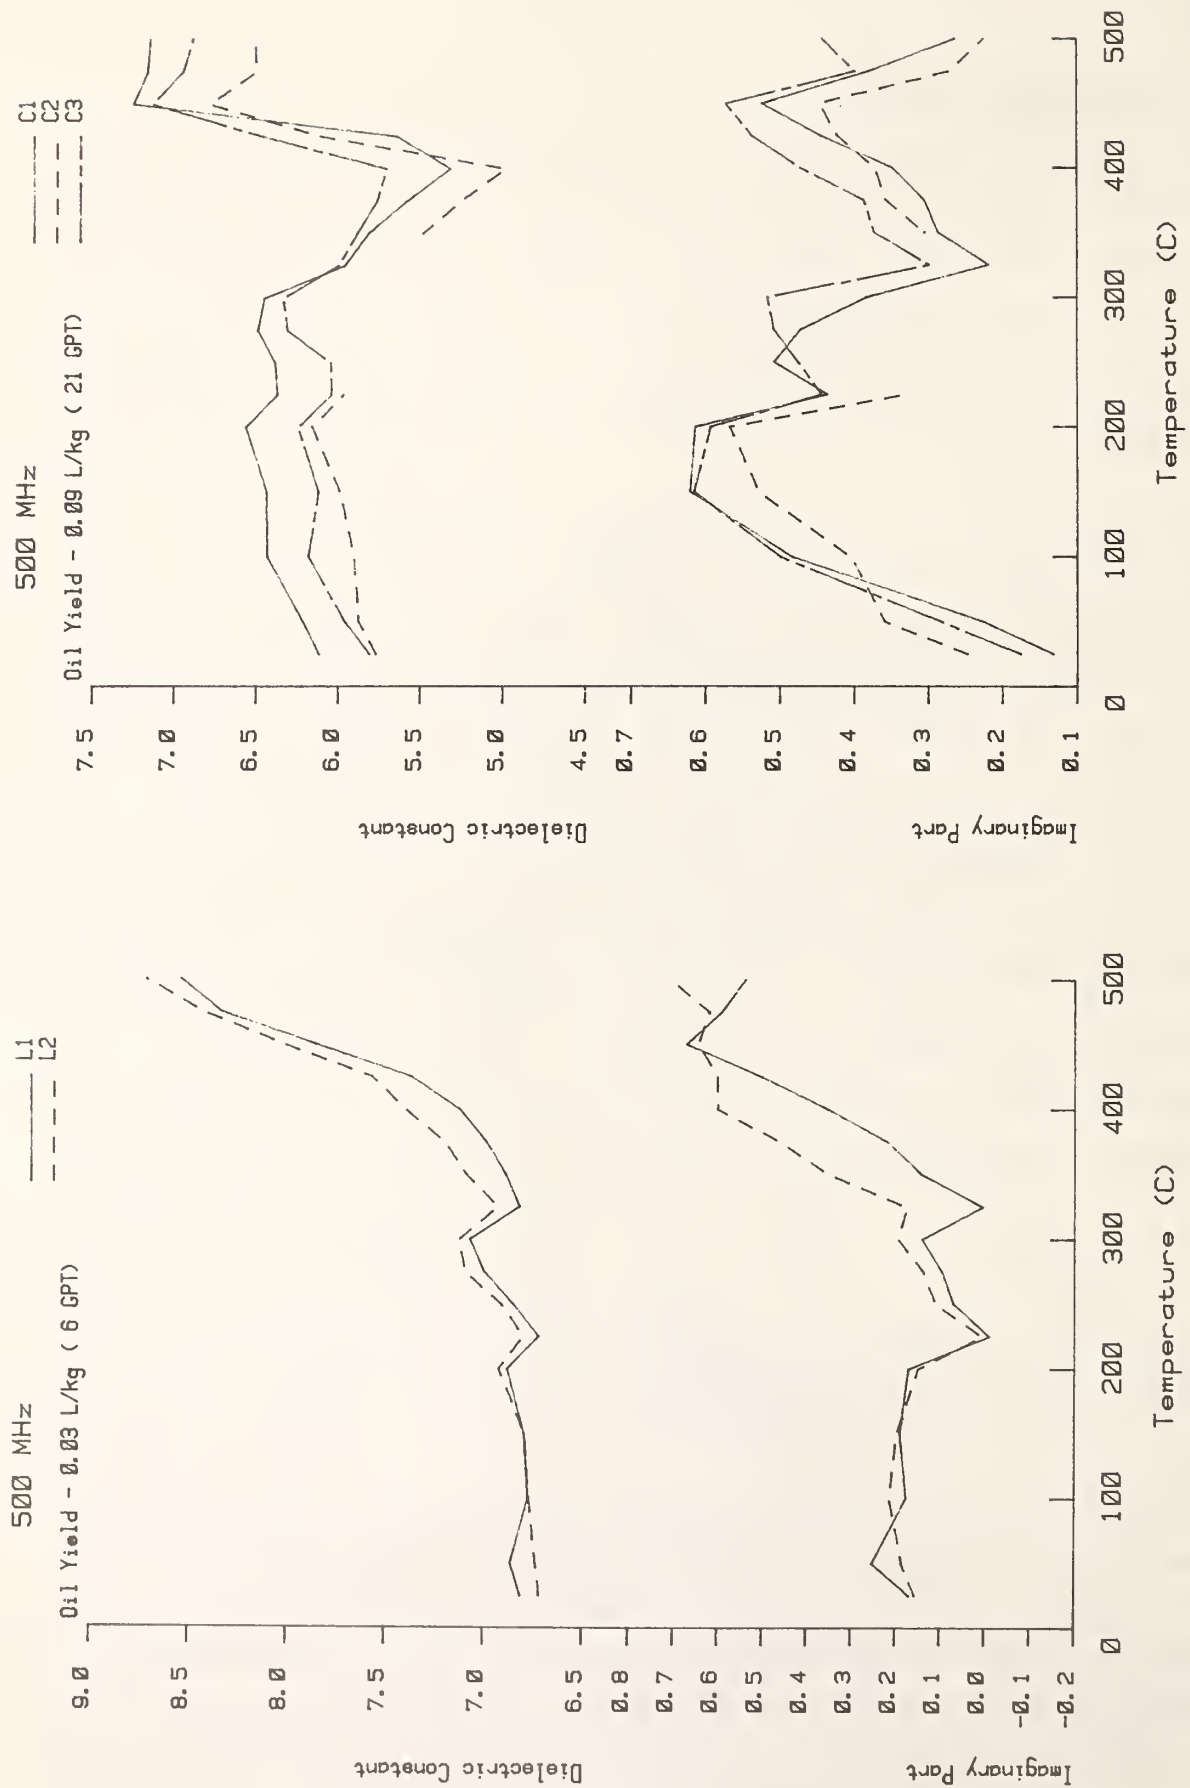 500 MHz
Oil Yield - 0.03 L/kg ( 6 GPT)
L1
L2
9.0
8.5
8.0
7.5
7.0
6.5
Dielectric Constant
0.8
0.7
0.6
0.5
0.4
0.3
0.2
0.1
0.0
-0.1
-0.2
Imaginary Part
0
100
200
300
400
500
Temperature (C)
500 MHz
Oil Yield - 0.09 L/kg ( 21 GPT)
C1
C2
C3
7.5
7.0
6.5
6.0
5.5
5.0
4.5
Dielectric Constant
0.7
0.6
0.5
0.4
0.3
0.2
0.1
Imaginary Part
0
100
200
300
400
500
Temperature (C)